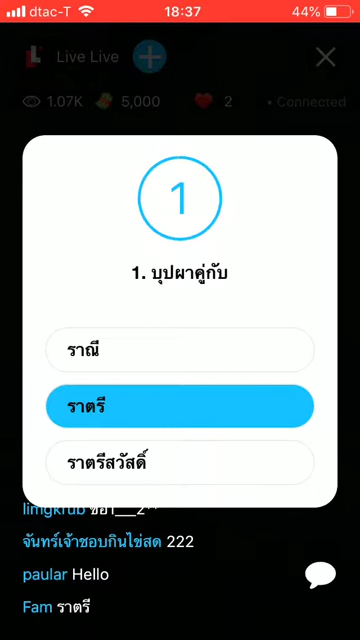 dtac-T 18:37 44%
Live Live
1.07K 5,000 2 • Connected
1
1. บุปผาคู่กับ
ราณี
ราตรี
ราตรีสวัสดิ์
limgkrub
จันทร์เจ้าชอบกินไข่สด 222
paular Hello
Fam ราตรี